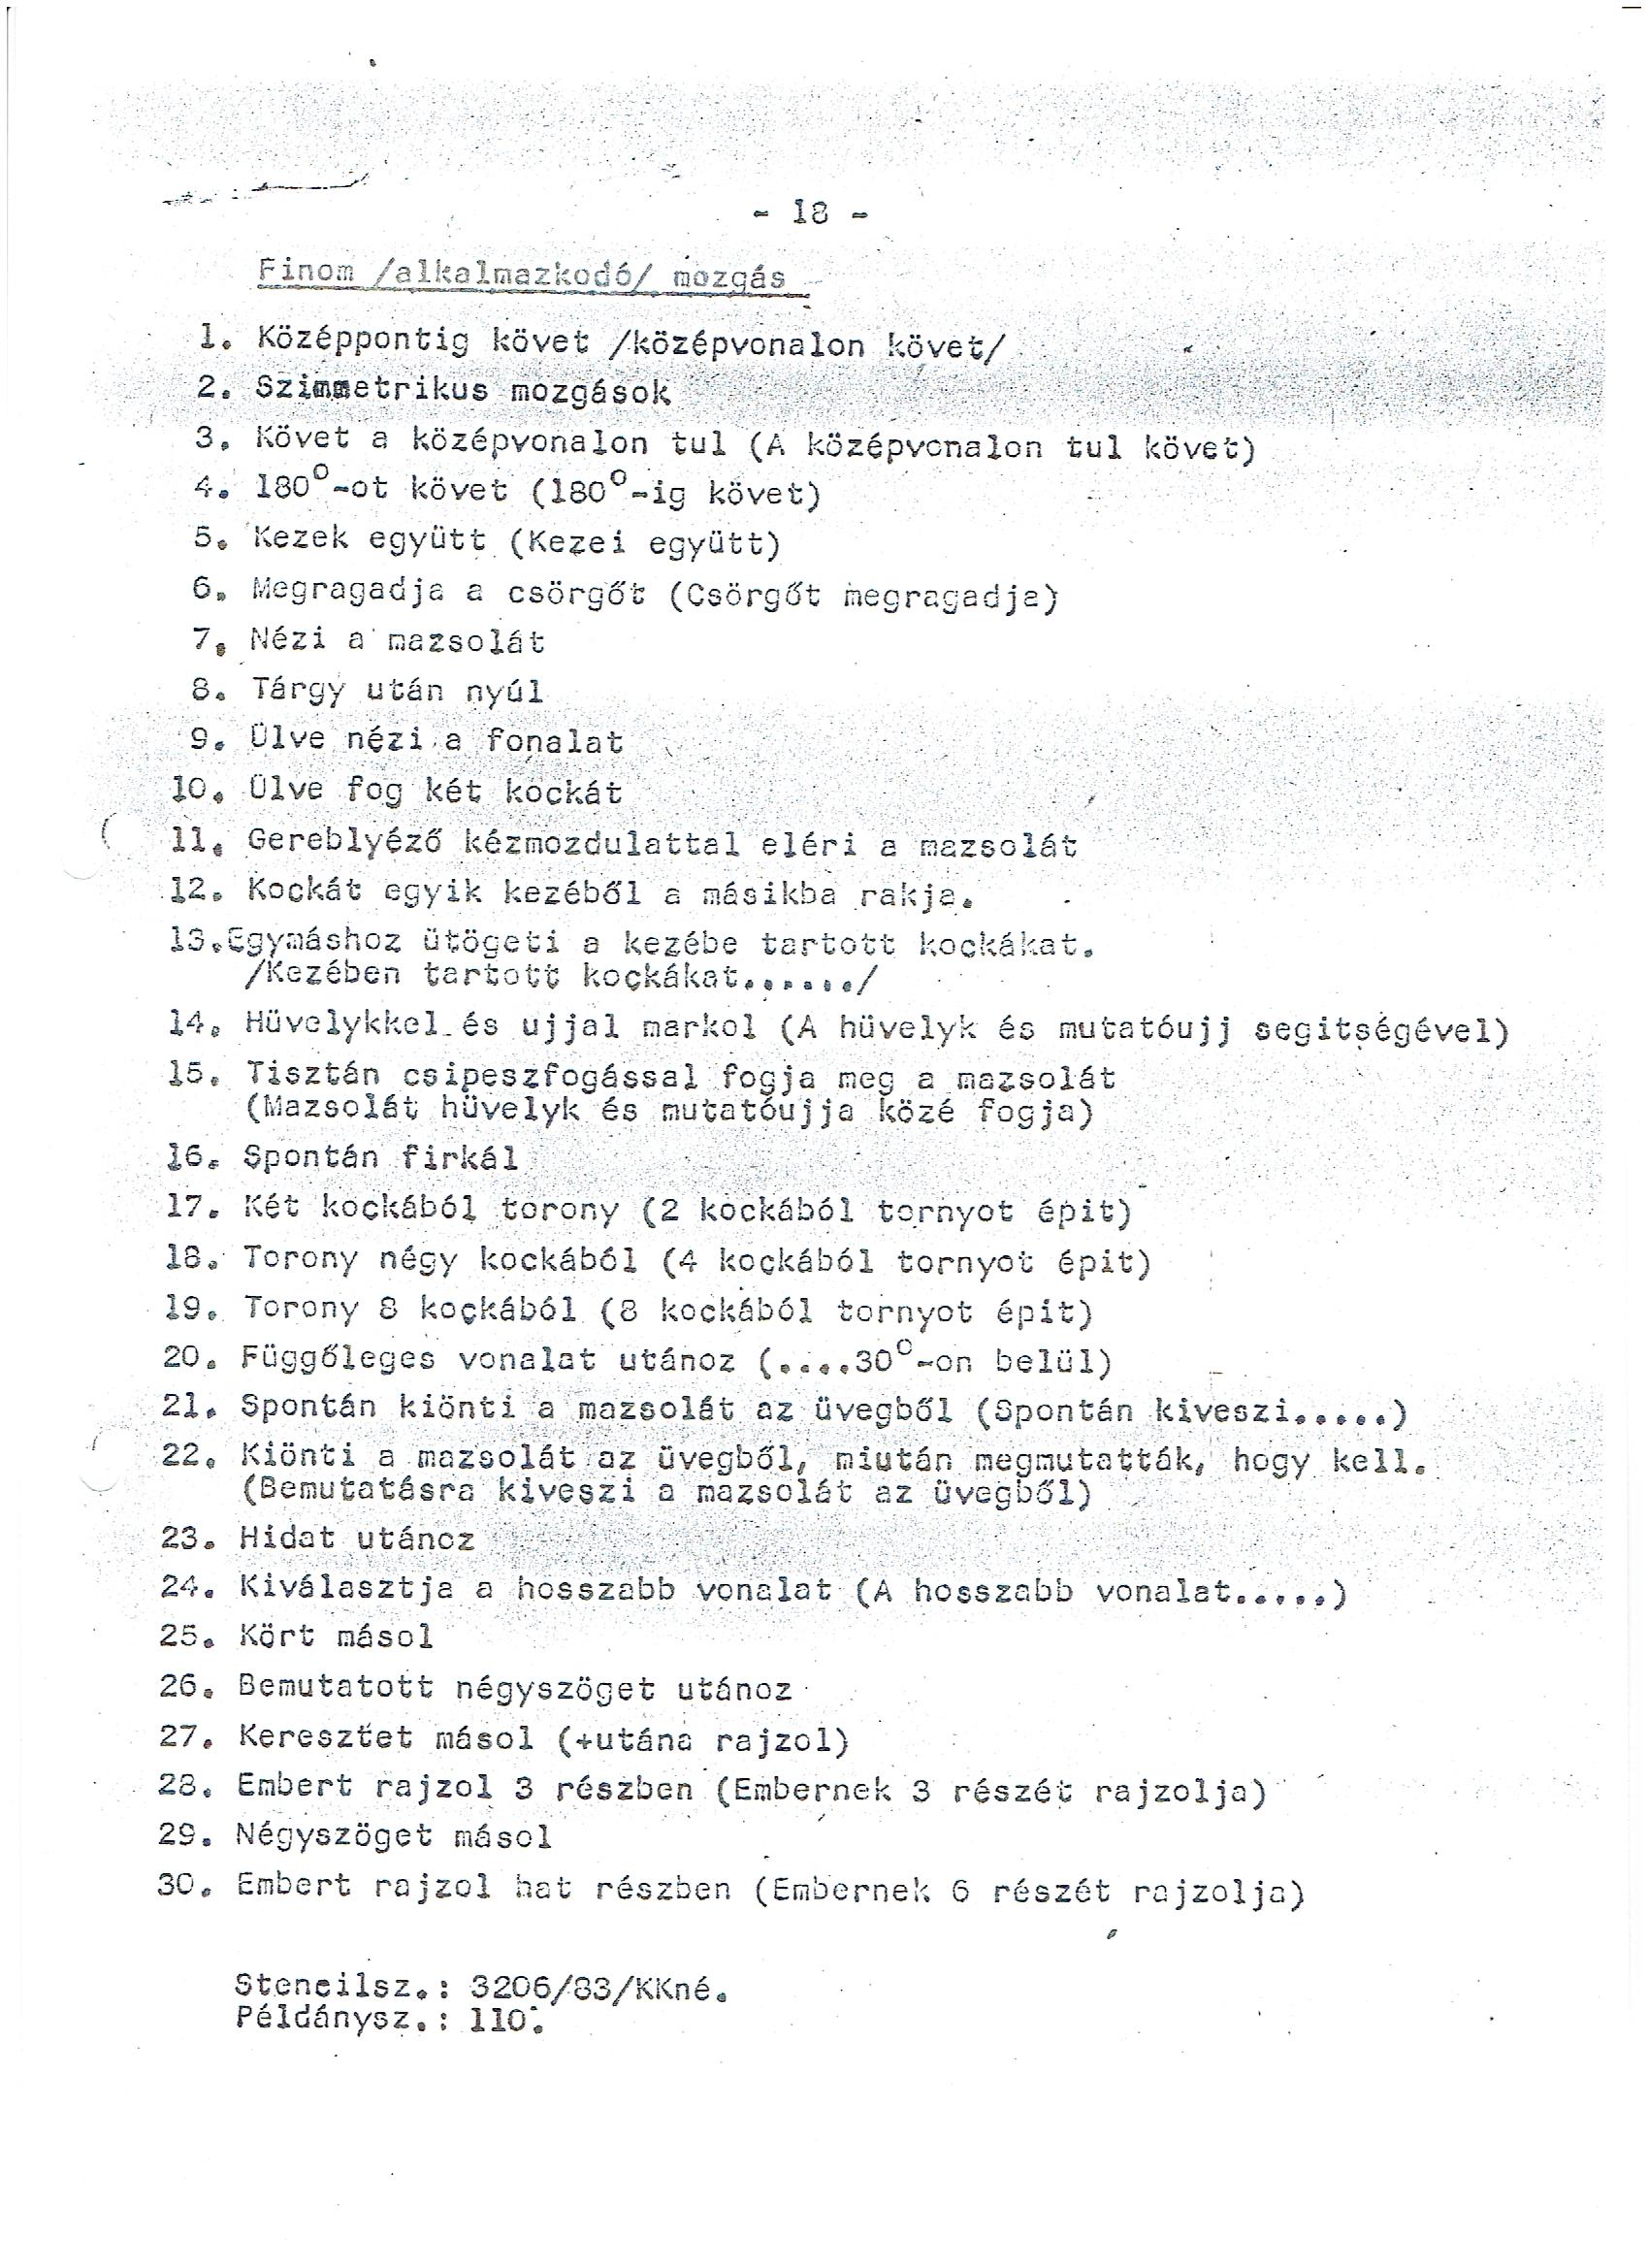 - 18 -
Finom /alkalmazkodó/ mozgás
1. Középpontig követ /középvonalon követ/
2. Szimmetrikus mozgások
3. Követ a középvonalon tul (A középvonalon tul követ)
4. 180°-ot követ (180°-ig követ)
5. Kezek együtt (Kezei együtt)
6. Megragadja a csörgőt (Csörgőt megragadja)
7. Nézi a mazsolát
8. Tárgy után nyúl
9. Ülve nézi a fonalat
10. Ülve fog két kockát
11. Gereblyéző kézmozdulattal eléri a mazsolát
12. Kockát egyik kezéből a másikba rakja.
13.Egymáshoz ütögeti a kezébe tartott kockákat.
/Kezében tartott kockákat....../
14. Hüvelykkel és ujjal markol (A hüvelyk és mutatóujj segitségével)
15. Tisztán csipeszfogással fogja meg a mazsolát
(Mazsolát hüvelyk és mutatóujja közé fogja)
16. Spontán firkál
17. Két kockából torony (2 kockából tornyot épit)
18. Torony négy kockából (4 kockából tornyot épit)
19. Torony 8 kockából (8 kockából tornyot épit)
20. Függőleges vonalat utánoz (....30°-on belül)
21. Spontán kiönti a mazsolát az üvegből (Spontán kiveszi.....)
22. Kiönti a mazsolát az üvegből, miután megmutatták, hogy kell.
(Bemutatásra kiveszi a mazsolát az üvegből)
23. Hidat utánoz
24. Kiválasztja a hosszabb vonalat (A hosszabb vonalat.....)
25. Kört másol
26. Bemutatott négyszöget utánoz
27. Keresztet másol (+utána rajzol)
28. Embert rajzol 3 részben (Embernek 3 részét rajzolja)
29. Négyszöget másol
30. Embert rajzol hat részben (Embernek 6 részét rajzolja)
Stencilsz.: 3206/83/KKné.
Példánysz.: 110.